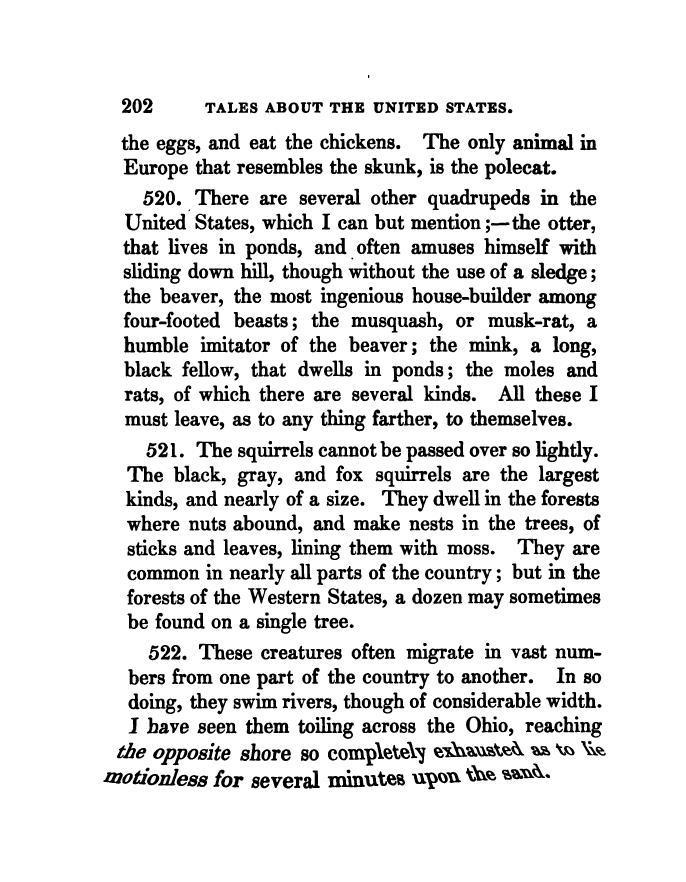 202 TALES ABOUT THE UNITED STATES.
the eggs, and eat the chickens. The only animal in
Europe that resembles the skunk, is the polecat.
520. There are several other quadrupeds in the
United States, which I can but mention;—the otter,
that lives in ponds, and often amuses himself with
sliding down hill, though without the use of a sledge;
the beaver, the most ingenious house-builder among
four-footed beasts; the musquash, or musk-rat, a
humble imitator of the beaver; the mink, a long,
black fellow, that dwells in ponds; the moles and
rats, of which there are several kinds. All these I
must leave, as to any thing farther, to themselves.
521. The squirrels cannot be passed over so lightly.
The black, gray, and fox squirrels are the largest
kinds, and nearly of a size. They dwell in the forests
where nuts abound, and make nests in the trees, of
sticks and leaves, lining them with moss. They are
common in nearly all parts of the country; but in the
forests of the Western States, a dozen may sometimes
be found on a single tree.
522. These creatures often migrate in vast num-
bers from one part of the country to another. In so
doing, they swim rivers, though of considerable width.
I have seen them toiling across the Ohio, reaching
the opposite shore so completely exhausted as to lie
motionless for several minutes upon the sand.